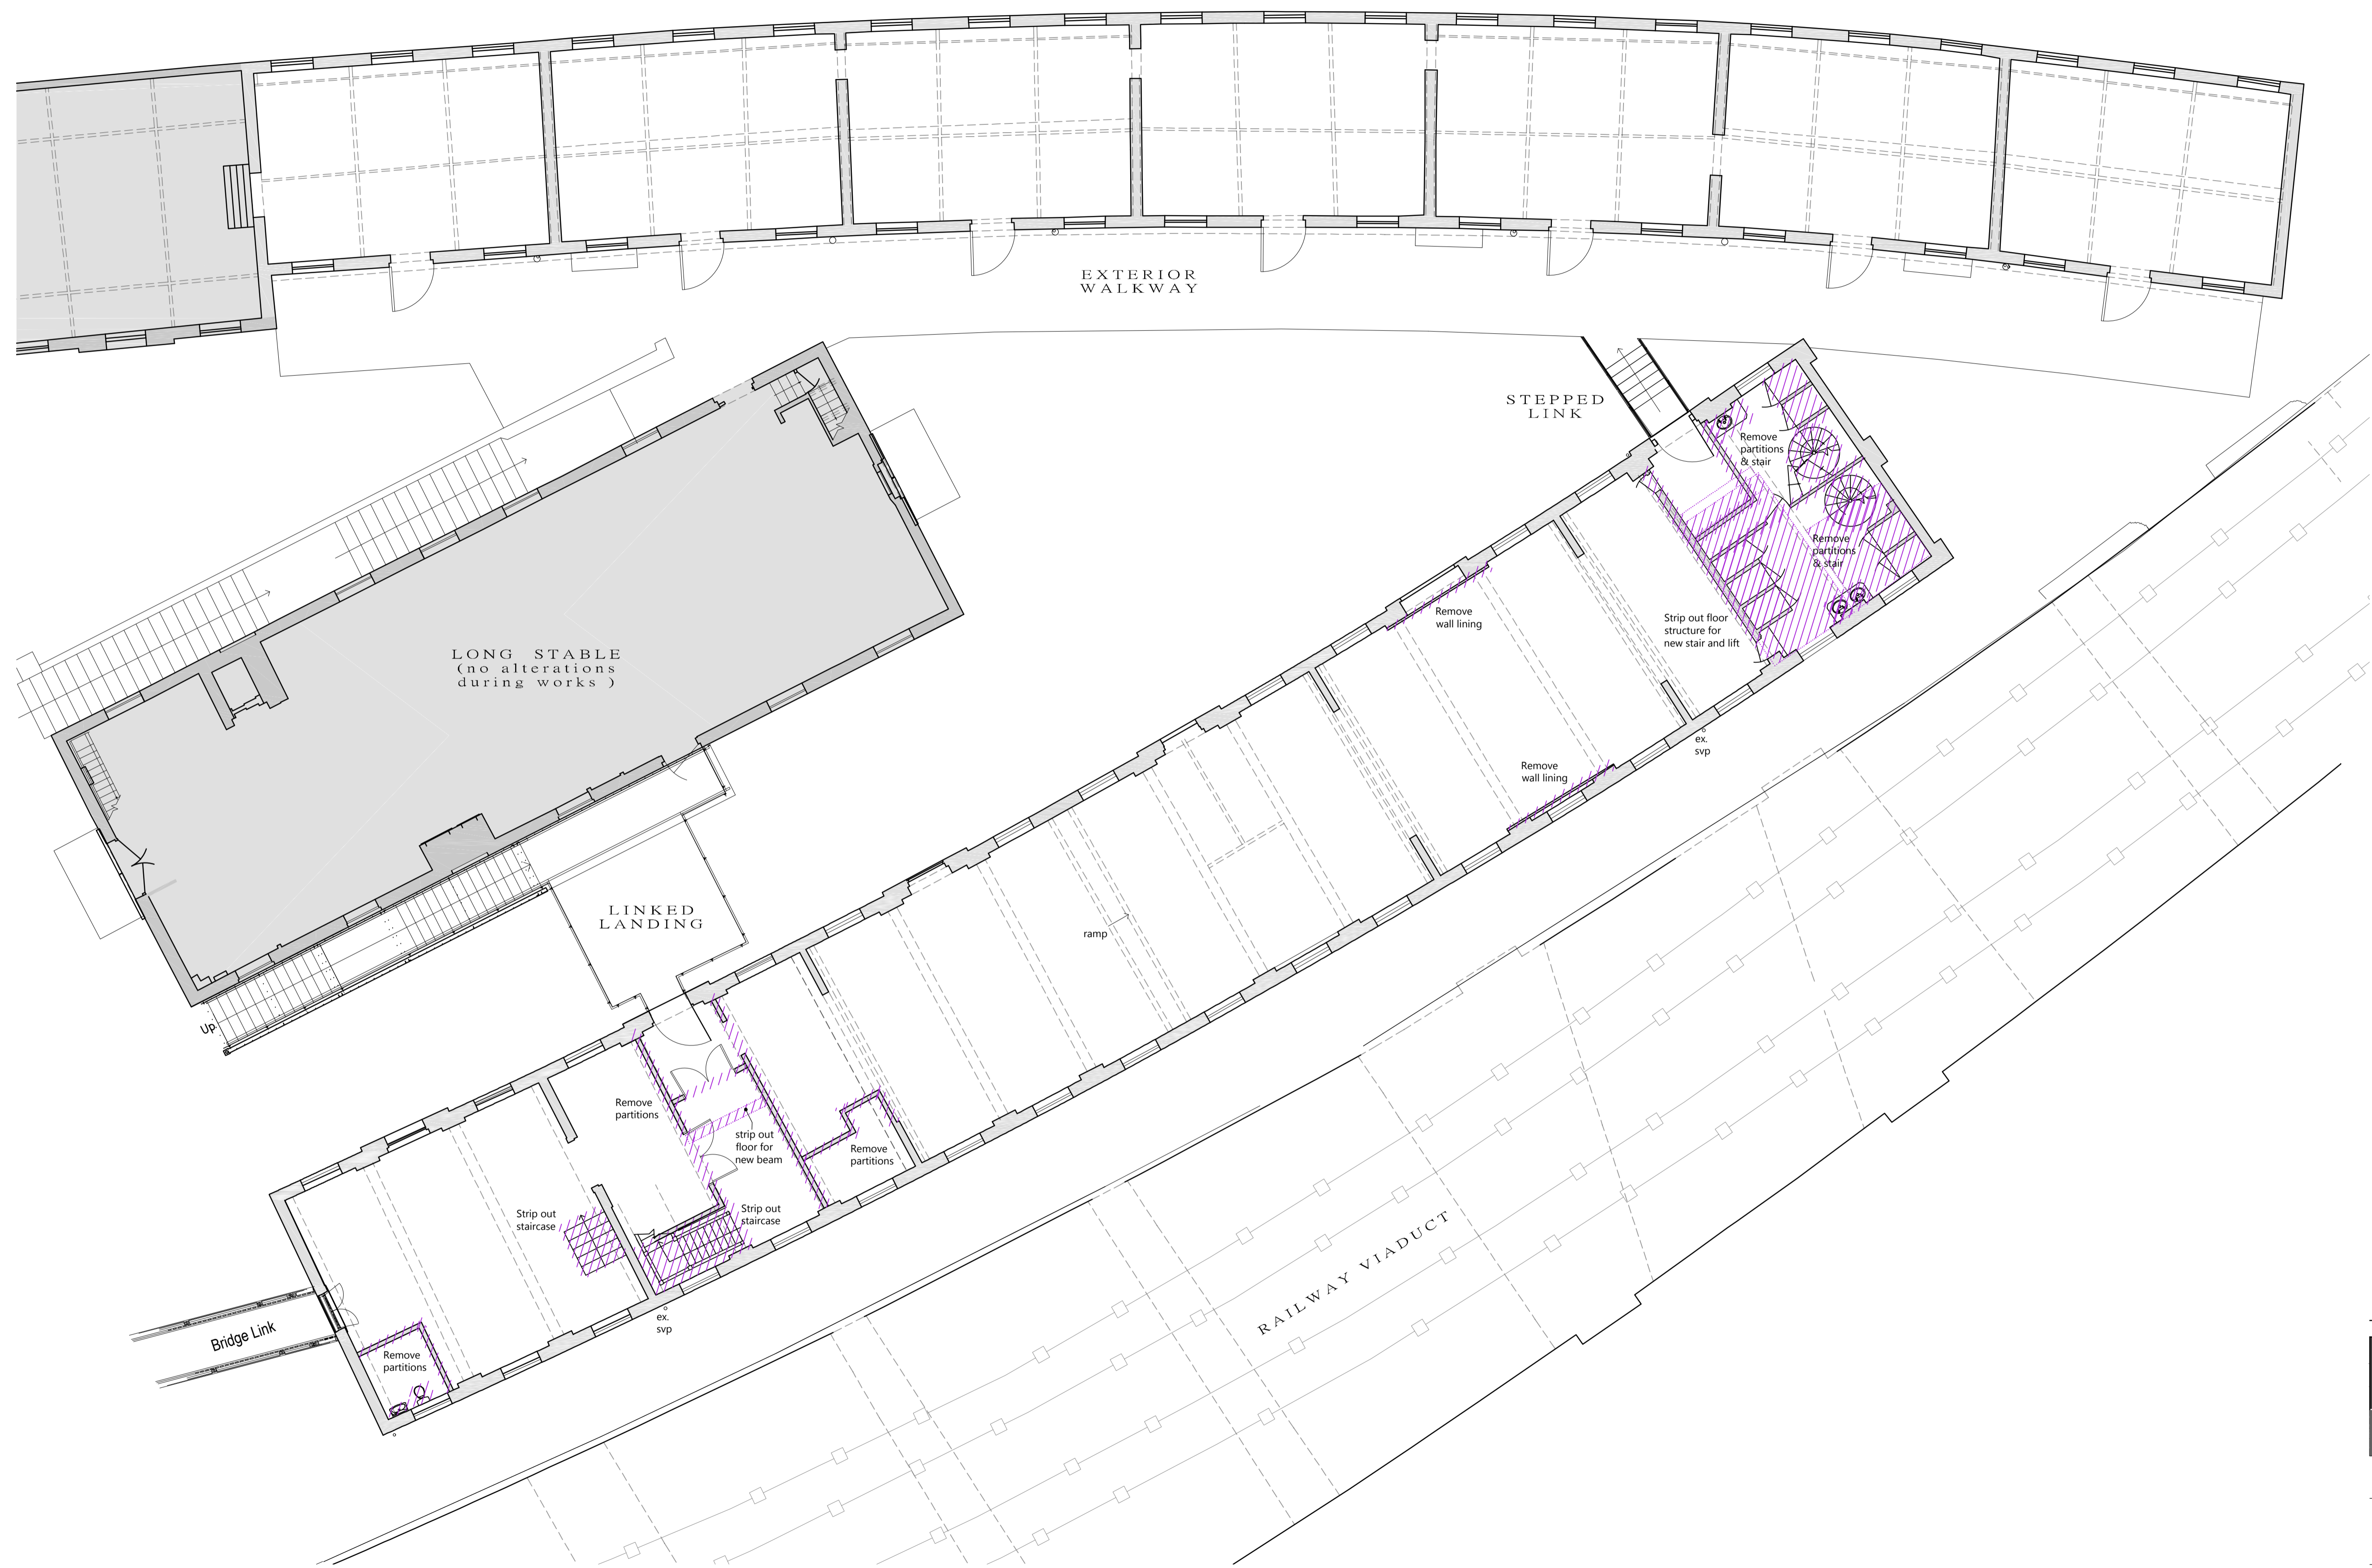 EXTERIOR
WALKWAY
STEPPED
LINK
Remove
partitions
& stair
Remove
partitions
& stair
Remove
wall lining
Strip out floor
structure for
new stair and lift
LONG STABLE
(no alterations
during works )
ex.
svp
Remove
wall lining
LINKED
LANDING
ramp
Up
Remove
partitions
strip out
floor for
new beam
Remove
partitions
Strip out
staircase
Strip out
staircase
RAILWAY VIADUCT
ex.
svp
Bridge Link
Remove
partitions